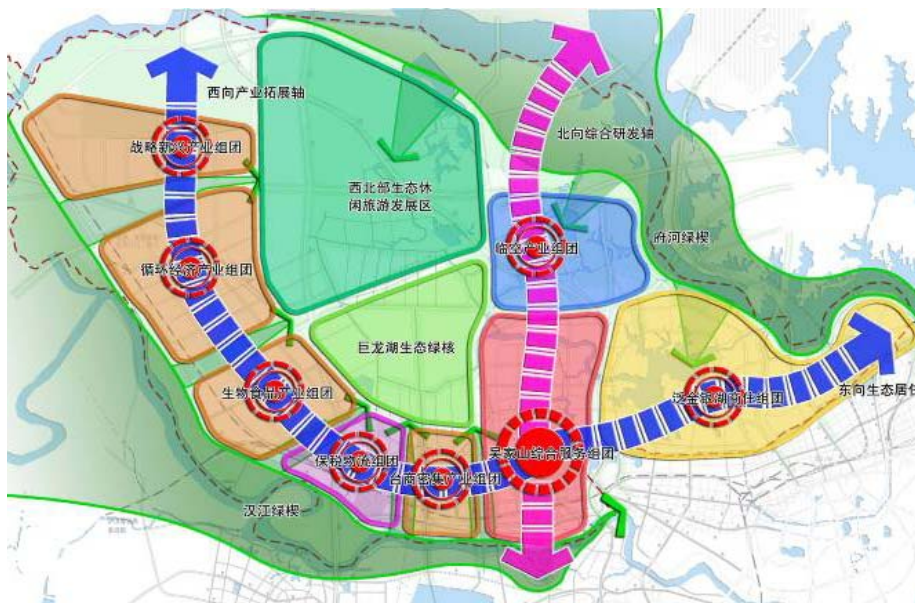 西向产业拓展轴
北向综合研发轴
战略新兴产业组团
西北部生态休
闲旅游发展区
府河绿楔
临空产业组团
循环经济产业组团
巨龙湖生态绿核
东向生态居住
生物食品产业组团
泛金银湖商住组团
吴家山综合服务组团
保税物流组团
台商密集产业组团
汉江绿楔